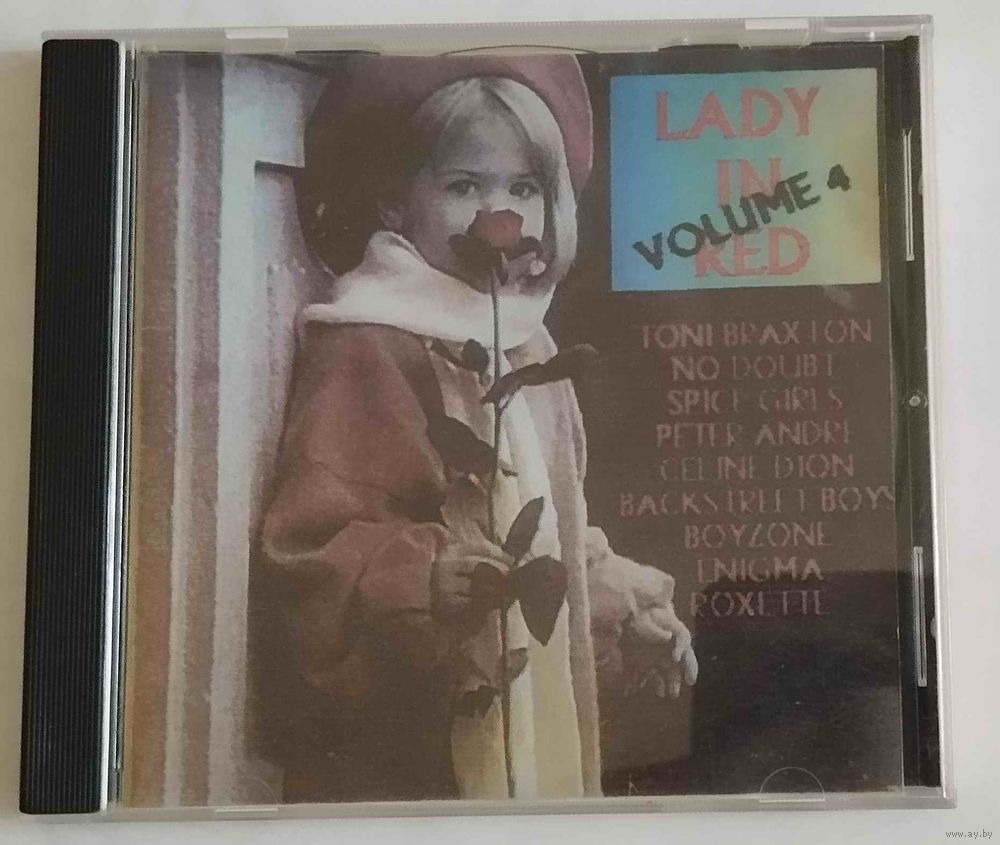 LADY
IN
VOLUME 4
RED
TONI BRAXTON
NO DOUBT
SPICE GIRLS
PETER ANDRE
CELINE DION
BACKSTREET BOYS
BOYZONE
ENIGMA
ROXETTE
www.ay.by